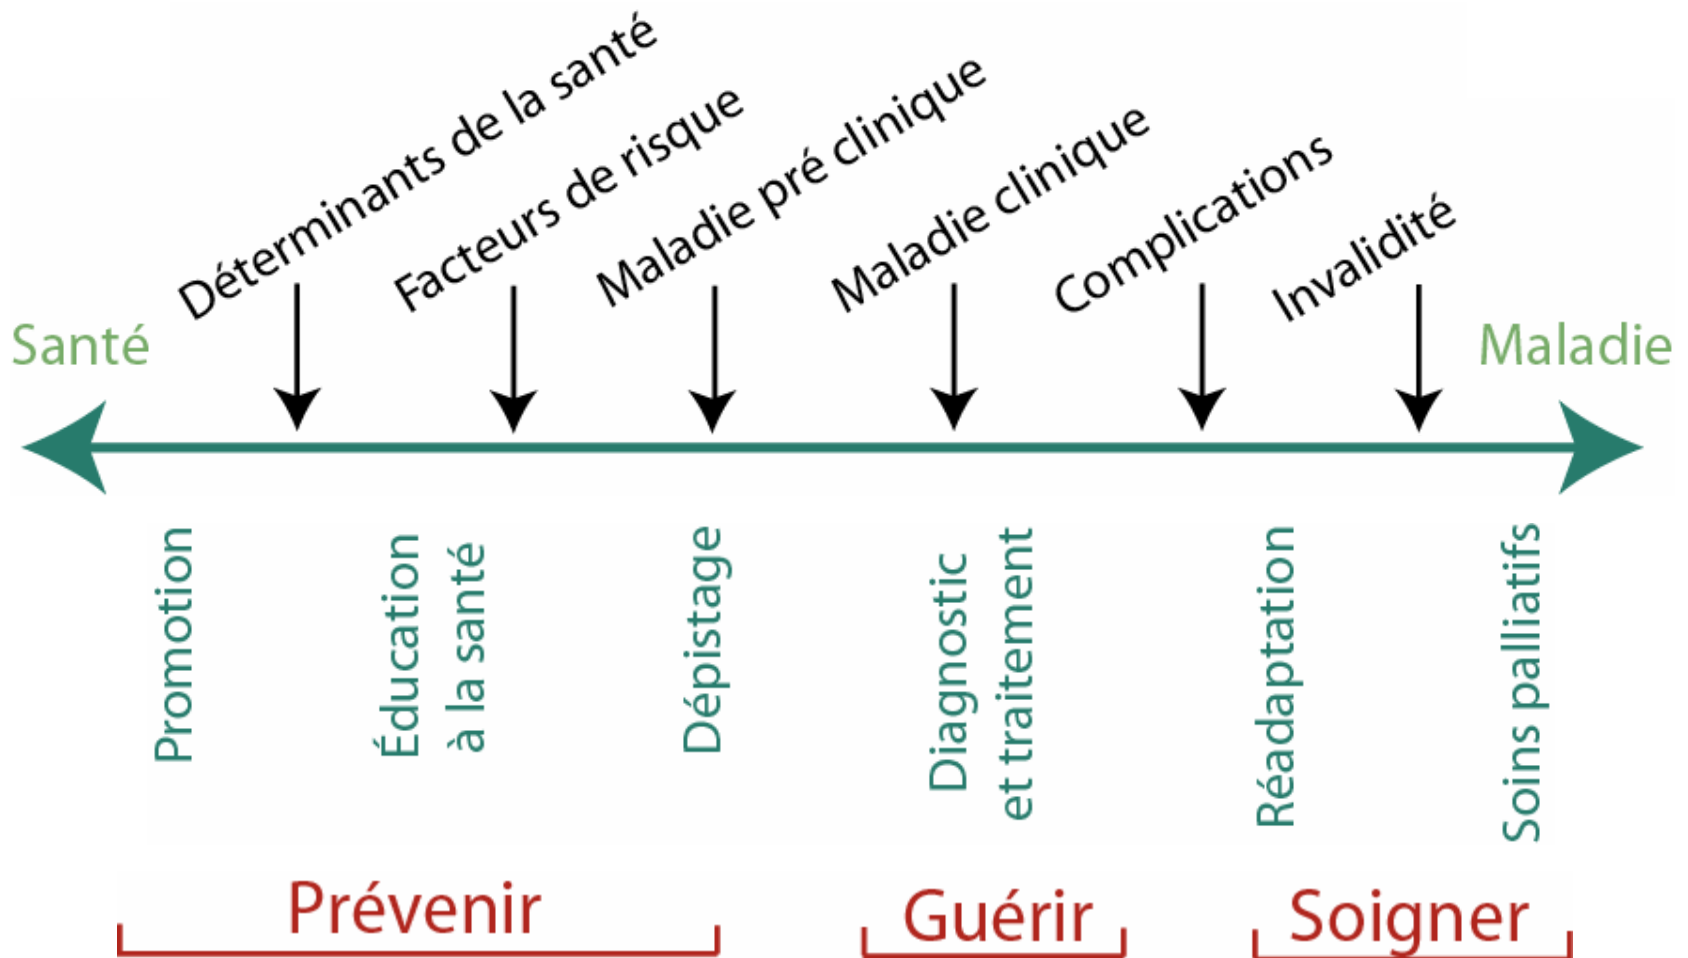 Déterminants de la santé
Facteurs de risque
Maladie pré clinique
Maladie clinique
Complications
Invalidité
Santé
Maladie
Promotion
Éducation
à la santé
Dépistage
Diagnostic
et traitement
Réadaptation
Soins palliatifs
Prévenir
Guérir
Soigner